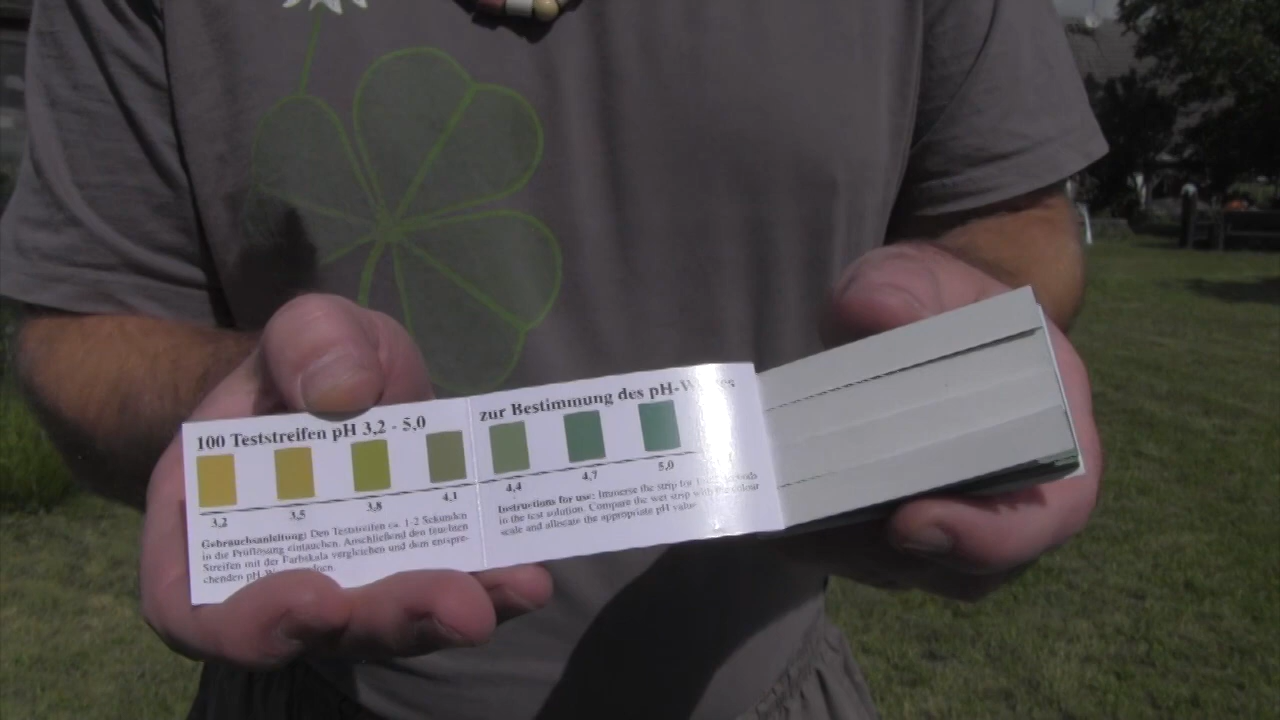 100 Teststreifen pH 3,2 - 5,0
3,2 3,5 3,8 4,1
Gebrauchsanleitung: Den Teststreifen ca. 1-2 Sekunden
in die Prüflösung eintauchen. Anschließend den feuchten
Streifen mit der Farbskala vergleichen und dem entspre-
chenden
zur Bestimmung des
4,4 4,7 5,0
Instructions for use: Immerse the strip for
in the test solution. Compare the wet strip with the colour
scale and allocate the appropriate pH value